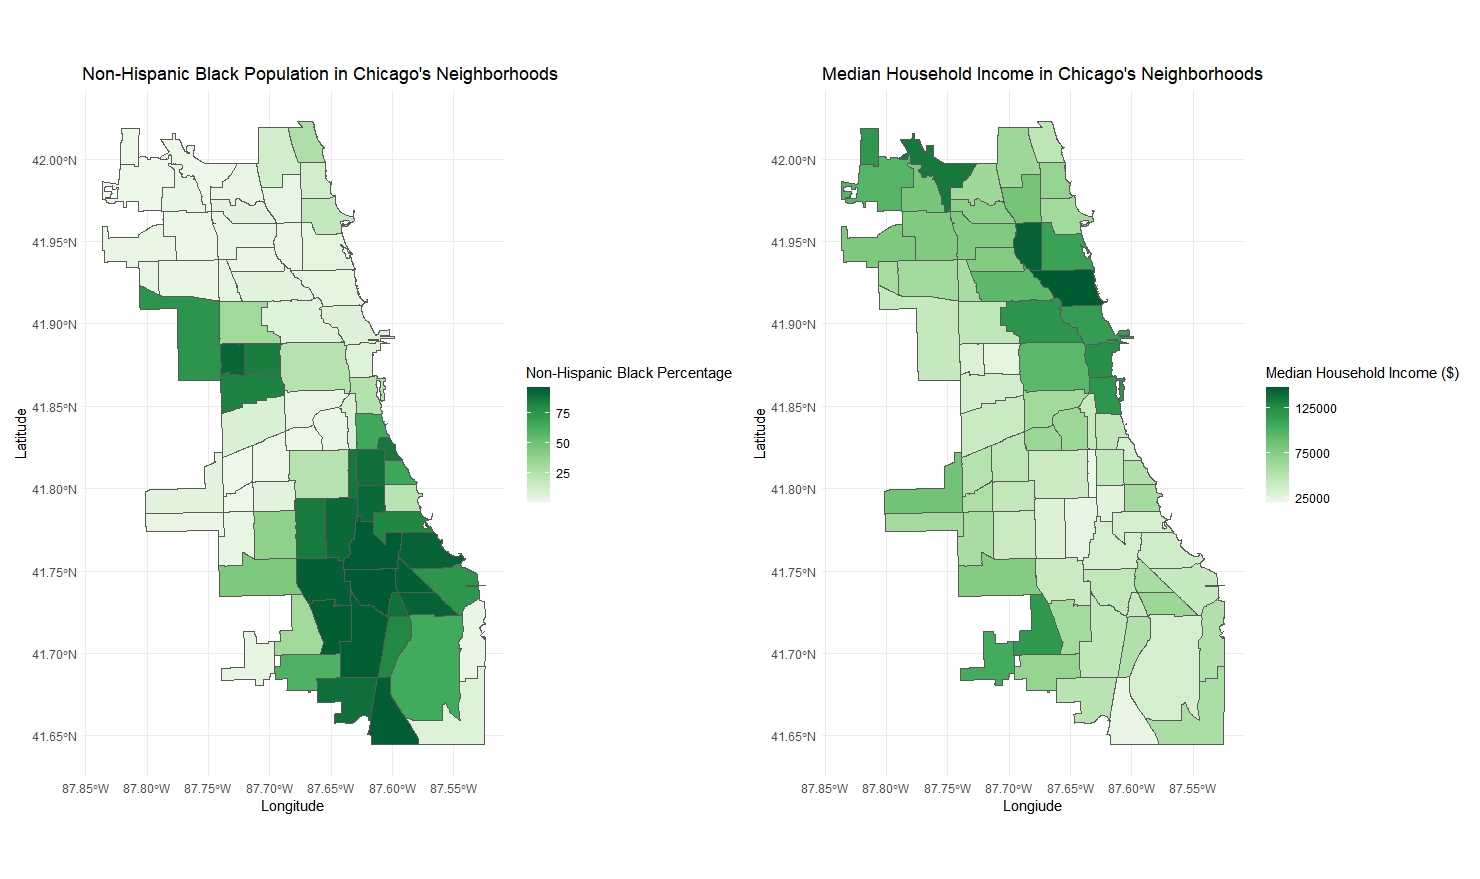 Non-Hispanic Black Population in Chicago's Neighborhoods
42.00°N
41.95°N
41.90°N
41.85°N
41.80°N
41.75°N
41.70°N
41.65°N
Latitude
87.85°W 87.80°W 87.75°W 87.70°W 87.65°W 87.60°W 87.55°W
Longitude
Non-Hispanic Black Percentage
75
50
25
Median Household Income in Chicago's Neighborhoods
42.00°N
41.95°N
41.90°N
41.85°N
41.80°N
41.75°N
41.70°N
41.65°N
Latitude
87.85°W 87.80°W 87.75°W 87.70°W 87.65°W 87.60°W 87.55°W
Longiude
Median Household Income ($)
125000
75000
25000